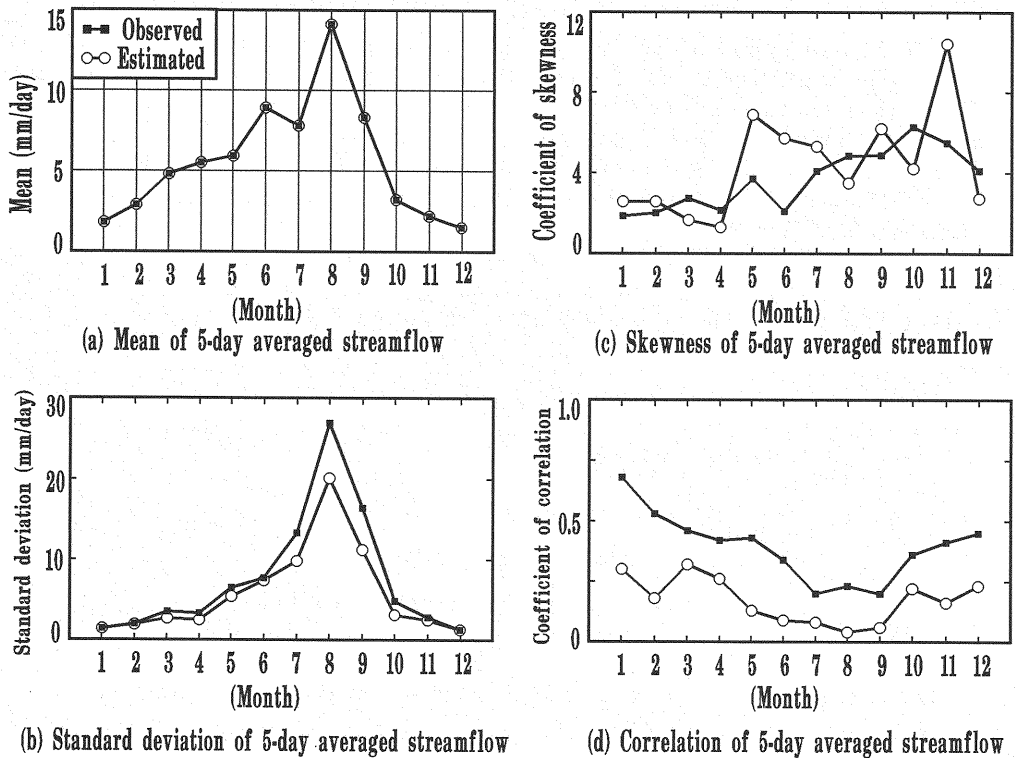 Observed
Estimated
Mean (mm/day)
15
10
5
0
1 2 3 4 5 6 7 8 9 10 11 12
(Month)
(a) Mean of 5-day averaged streamflow
Coefficient of skewness
12
8
4
0
1 2 3 4 5 6 7 8 9 10 11 12
(Month)
(c) Skewness of 5-day averaged streamflow
Standard deviation (mm/day)
30
20
10
0
1 2 3 4 5 6 7 8 9 10 11 12
(Month)
(b) Standard deviation of 5-day averaged streamflow
Coefficient of correlation
1.0
0.5
0
1 2 3 4 5 6 7 8 9 10 11 12
(Month)
(d) Correlation of 5-day averaged streamflow